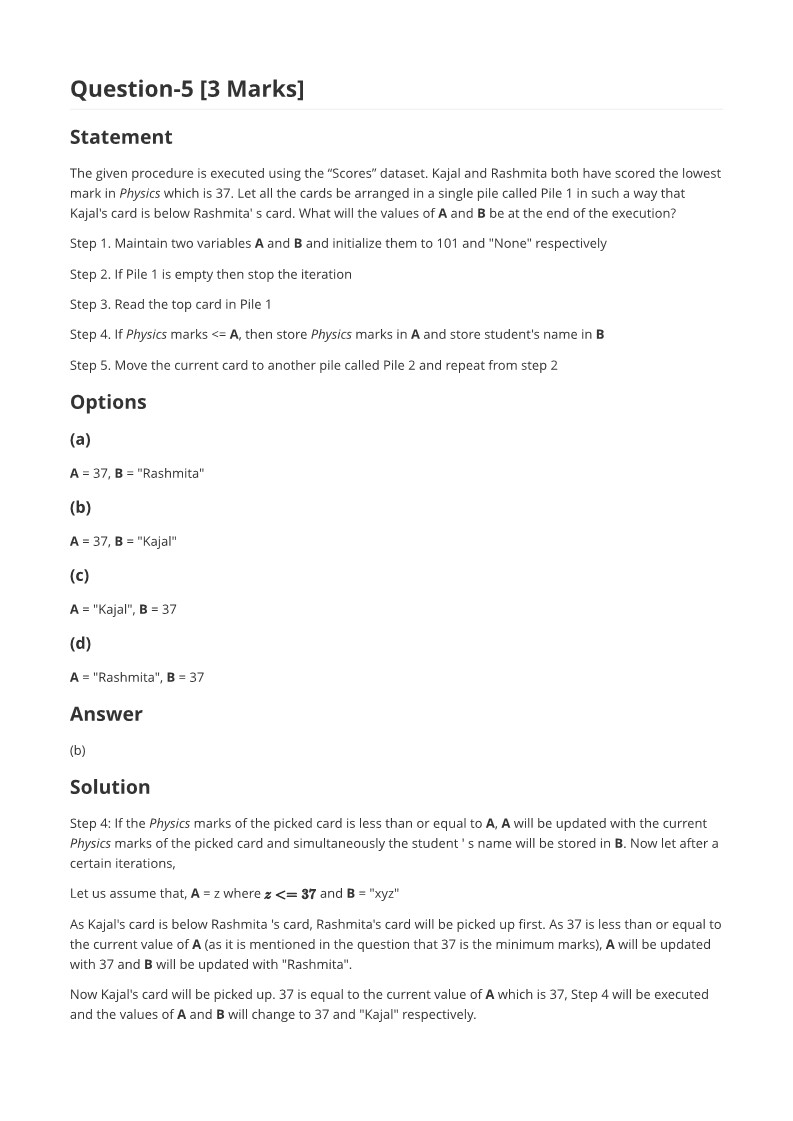 Question-5 [3 Marks]
Statement
The given procedure is executed using the “Scores” dataset. Kajal and Rashmita both have scored the lowest
mark in Physics which is 37. Let all the cards be arranged in a single pile called Pile 1 in such a way that
Kajal's card is below Rashmita' s card. What will the values of A and B be at the end of the execution?
Step 1. Maintain two variables A and B and initialize them to 101 and "None" respectively
Step 2. If Pile 1 is empty then stop the iteration
Step 3. Read the top card in Pile 1
Step 4. If Physics marks <= A, then store Physics marks in A and store student's name in B
Step 5. Move the current card to another pile called Pile 2 and repeat from step 2
Options
(a)
A = 37, B = "Rashmita"
(b)
A = 37, B = "Kajal"
(c)
A = "Kajal", B = 37
(d)
A = "Rashmita", B = 37
Answer
(b)
Solution
Step 4: If the Physics marks of the picked card is less than or equal to A, A will be updated with the current
Physics marks of the picked card and simultaneously the student ' s name will be stored in B. Now let after a
certain iterations,
Let us assume that, A = z where z <= 37 and B = "xyz"
As Kajal's card is below Rashmita 's card, Rashmita's card will be picked up first. As 37 is less than or equal to
the current value of A (as it is mentioned in the question that 37 is the minimum marks), A will be updated
with 37 and B will be updated with "Rashmita".
Now Kajal's card will be picked up. 37 is equal to the current value of A which is 37, Step 4 will be executed
and the values of A and B will change to 37 and "Kajal" respectively.